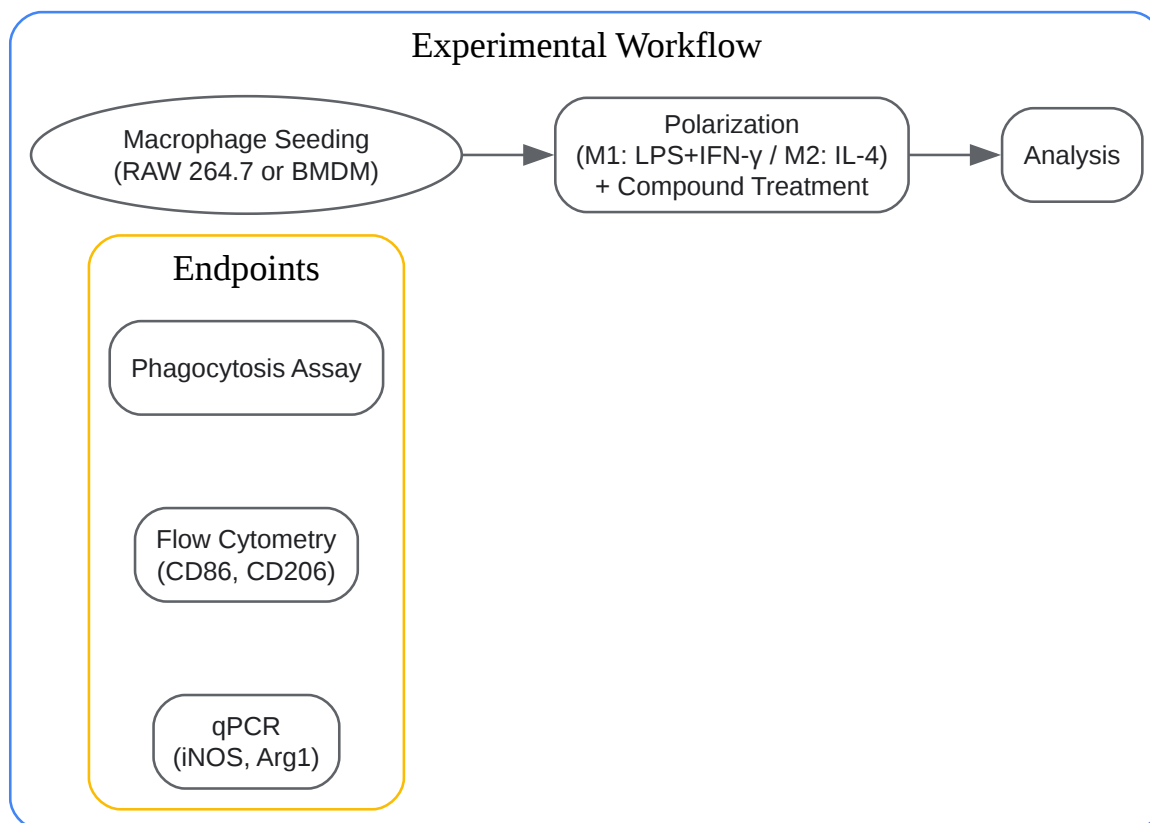 Experimental Workflow
Macrophage Seeding
(RAW 264.7 or BMDM)
Polarization
(M1: LPS+IFN-γ / M2: IL-4)
+ Compound Treatment
Analysis
Endpoints
Phagocytosis Assay
Flow Cytometry
(CD86, CD206)
qPCR
(iNOS, Arg1)